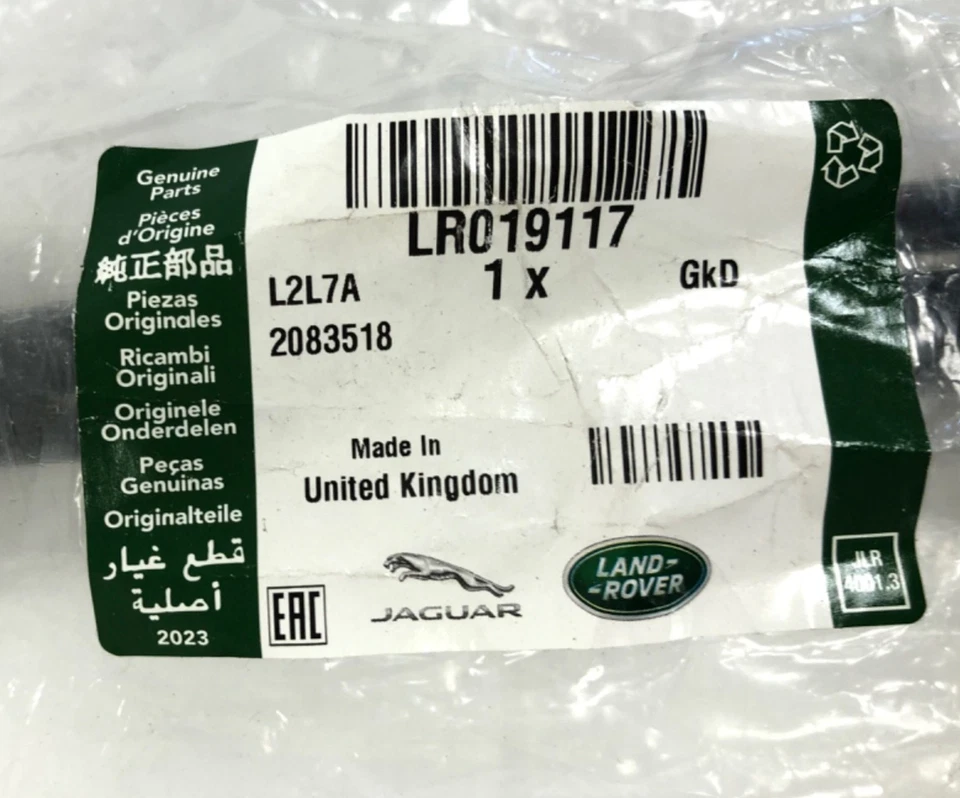 Genuine
Parts
Pièces
d'Origine
純正部品
Piezas
Originales
Ricambi
Originali
Originele
Onderdelen
Peças
Genuinas
Originalteile
قطع غيار
أصلية
2023
LR019117
L2L7A 1 x GkD
2083518
Made In
United Kingdom
EAC
JAGUAR
LAND-
-ROVER
JLR
4001.3